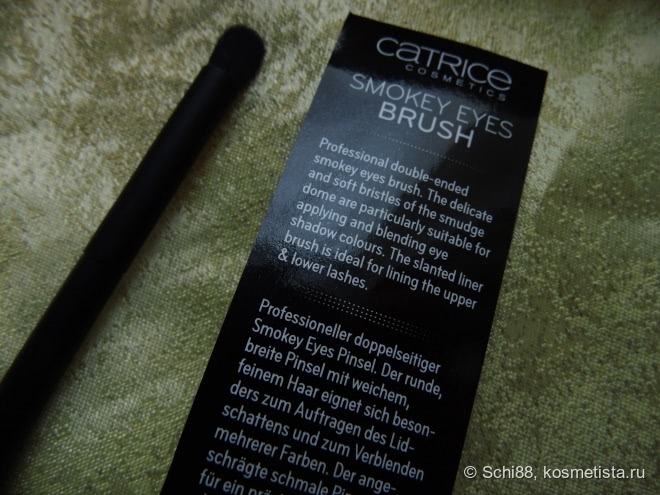 CATRICE
COSMETICS
SMOKEY EYES
BRUSH
Professional double-ended
smokey eyes brush. The delicate
and soft bristles of the smudge
dome are particularly suitable for
applying and blending eye
shadow colours. The slanted liner
brush is ideal for lining the upper
& lower lashes.
Professioneller doppelseitiger
Smokey Eyes Pinsel. Der runde,
breite Pinsel mit weichem,
feinem Haar eignet sich beson-
ders zum Auftragen des Lid-
schattens und zum Verblenden
mehrerer Farben. Der ange-
schrägte schmale
für ein
© Schi88, kosmetista.ru